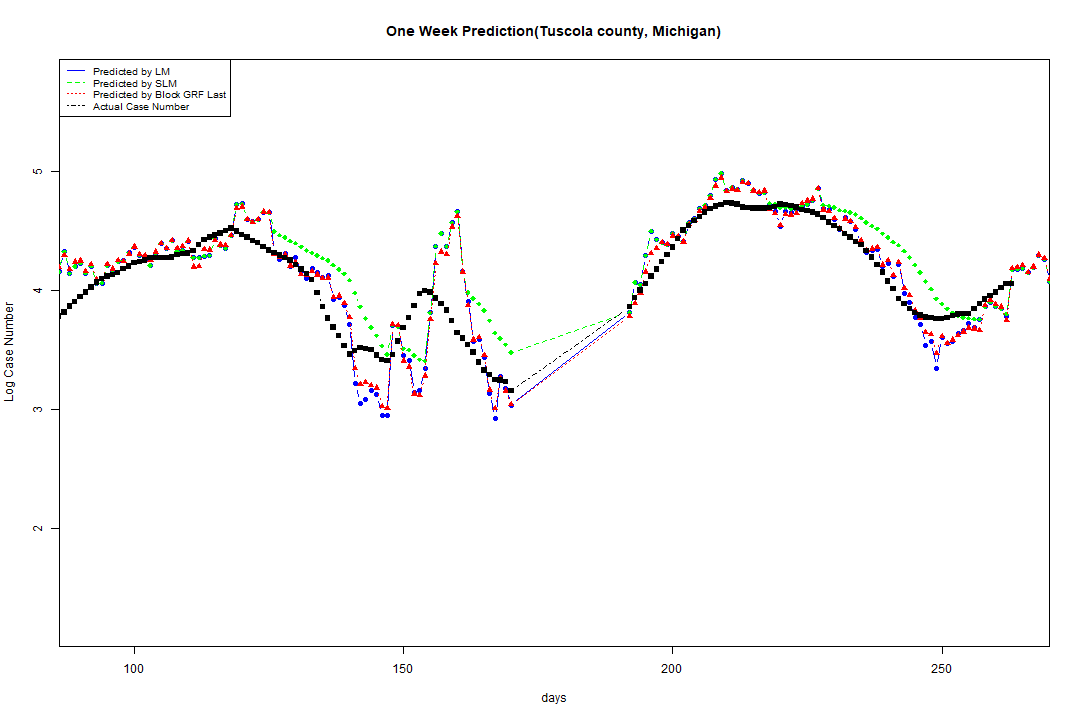 One Week Prediction(Tuscola county, Michigan)
Predicted by LM
Predicted by SLM
Predicted by Block GRF Last
Actual Case Number
5
4
3
2
Log Case Number
100 150 200 250
days